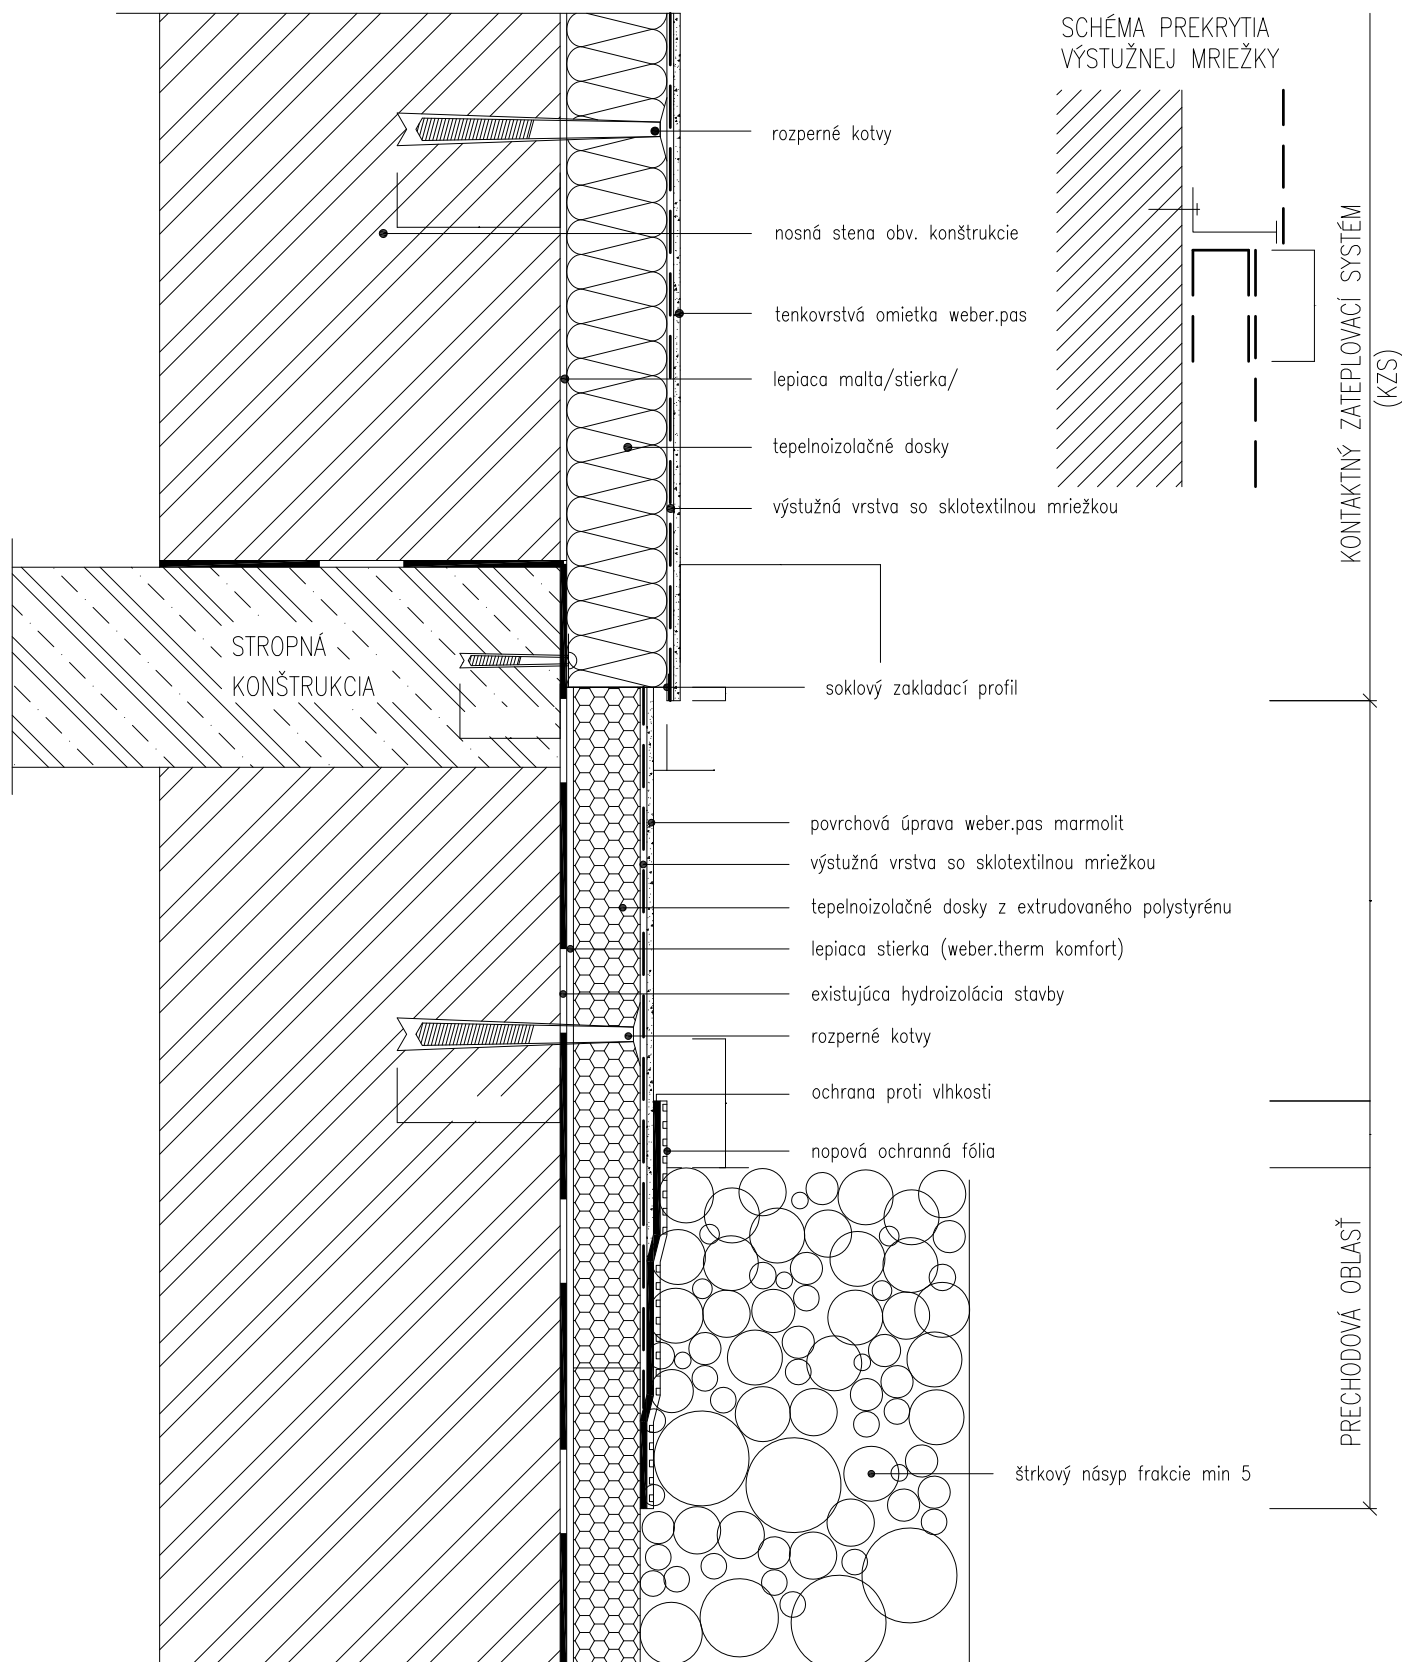 SCHÉMA PREKRYTIA
VÝSTUŽNEJ MRIEŽKY
rozperné kotvy
nosná stena obv. konštrukcie
tenkovrstvá omietka weber.pas
lepiaca malta/stierka/
tepelnoizolačné dosky
výstužná vrstva so sklotextilnou mriežkou
KONTAKTNÝ ZATEPLOVACÍ SYSTÉM
(KZS)
STROPNÁ
KONŠTRUKCIA
soklový zakladací profil
povrchová úprava weber.pas marmolit
výstužná vrstva so sklotextilnou mriežkou
tepelnoizolačné dosky z extrudovaného polystyrénu
lepiaca stierka (weber.therm komfort)
existujúca hydroizolácia stavby
rozperné kotvy
ochrana proti vlhkosti
nopová ochranná fólia
PRECHODOVÁ OBLASŤ
štrkový násyp frakcie min 5